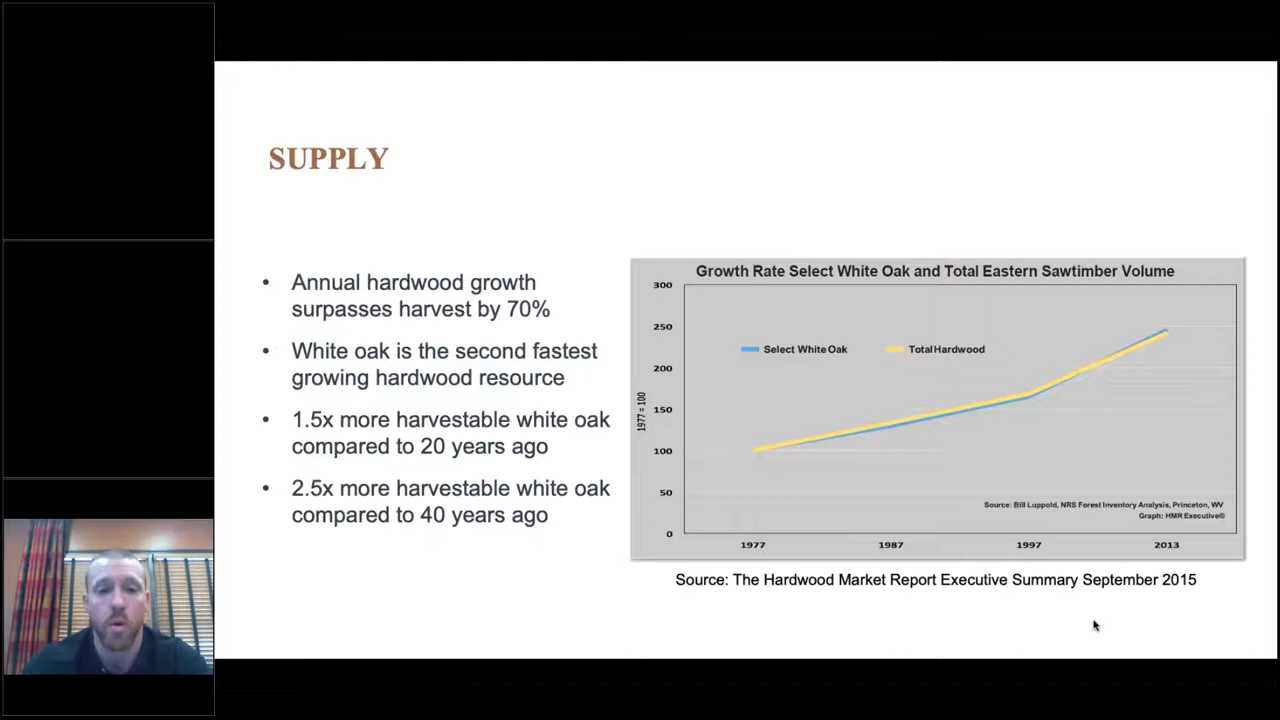 SUPPLY
• Annual hardwood growth
surpasses harvest by 70%
• White oak is the second fastest
growing hardwood resource
• 1.5x more harvestable white oak
compared to 20 years ago
• 2.5x more harvestable white oak
compared to 40 years ago
Growth Rate Select White Oak and Total Eastern Sawtimber Volume
300
250
200
150
100
50
0
1977 = 100
Select White Oak
Total Hardwood
Source: Bill Luppold, NRS Forest Inventory Analysis, Princeton, WV
Graph: HMR Executive®
1977 1987 1997 2013
Source: The Hardwood Market Report Executive Summary September 2015